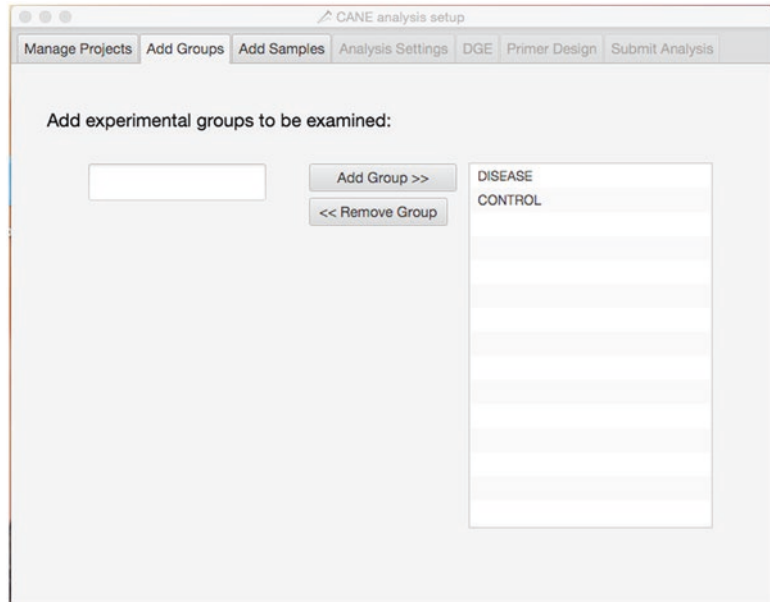 CANE analysis setup
Manage Projects Add Groups Add Samples Analysis Settings DGE Primer Design Submit Analysis
Add experimental groups to be examined:
Add Group >>
<< Remove Group
DISEASE
CONTROL